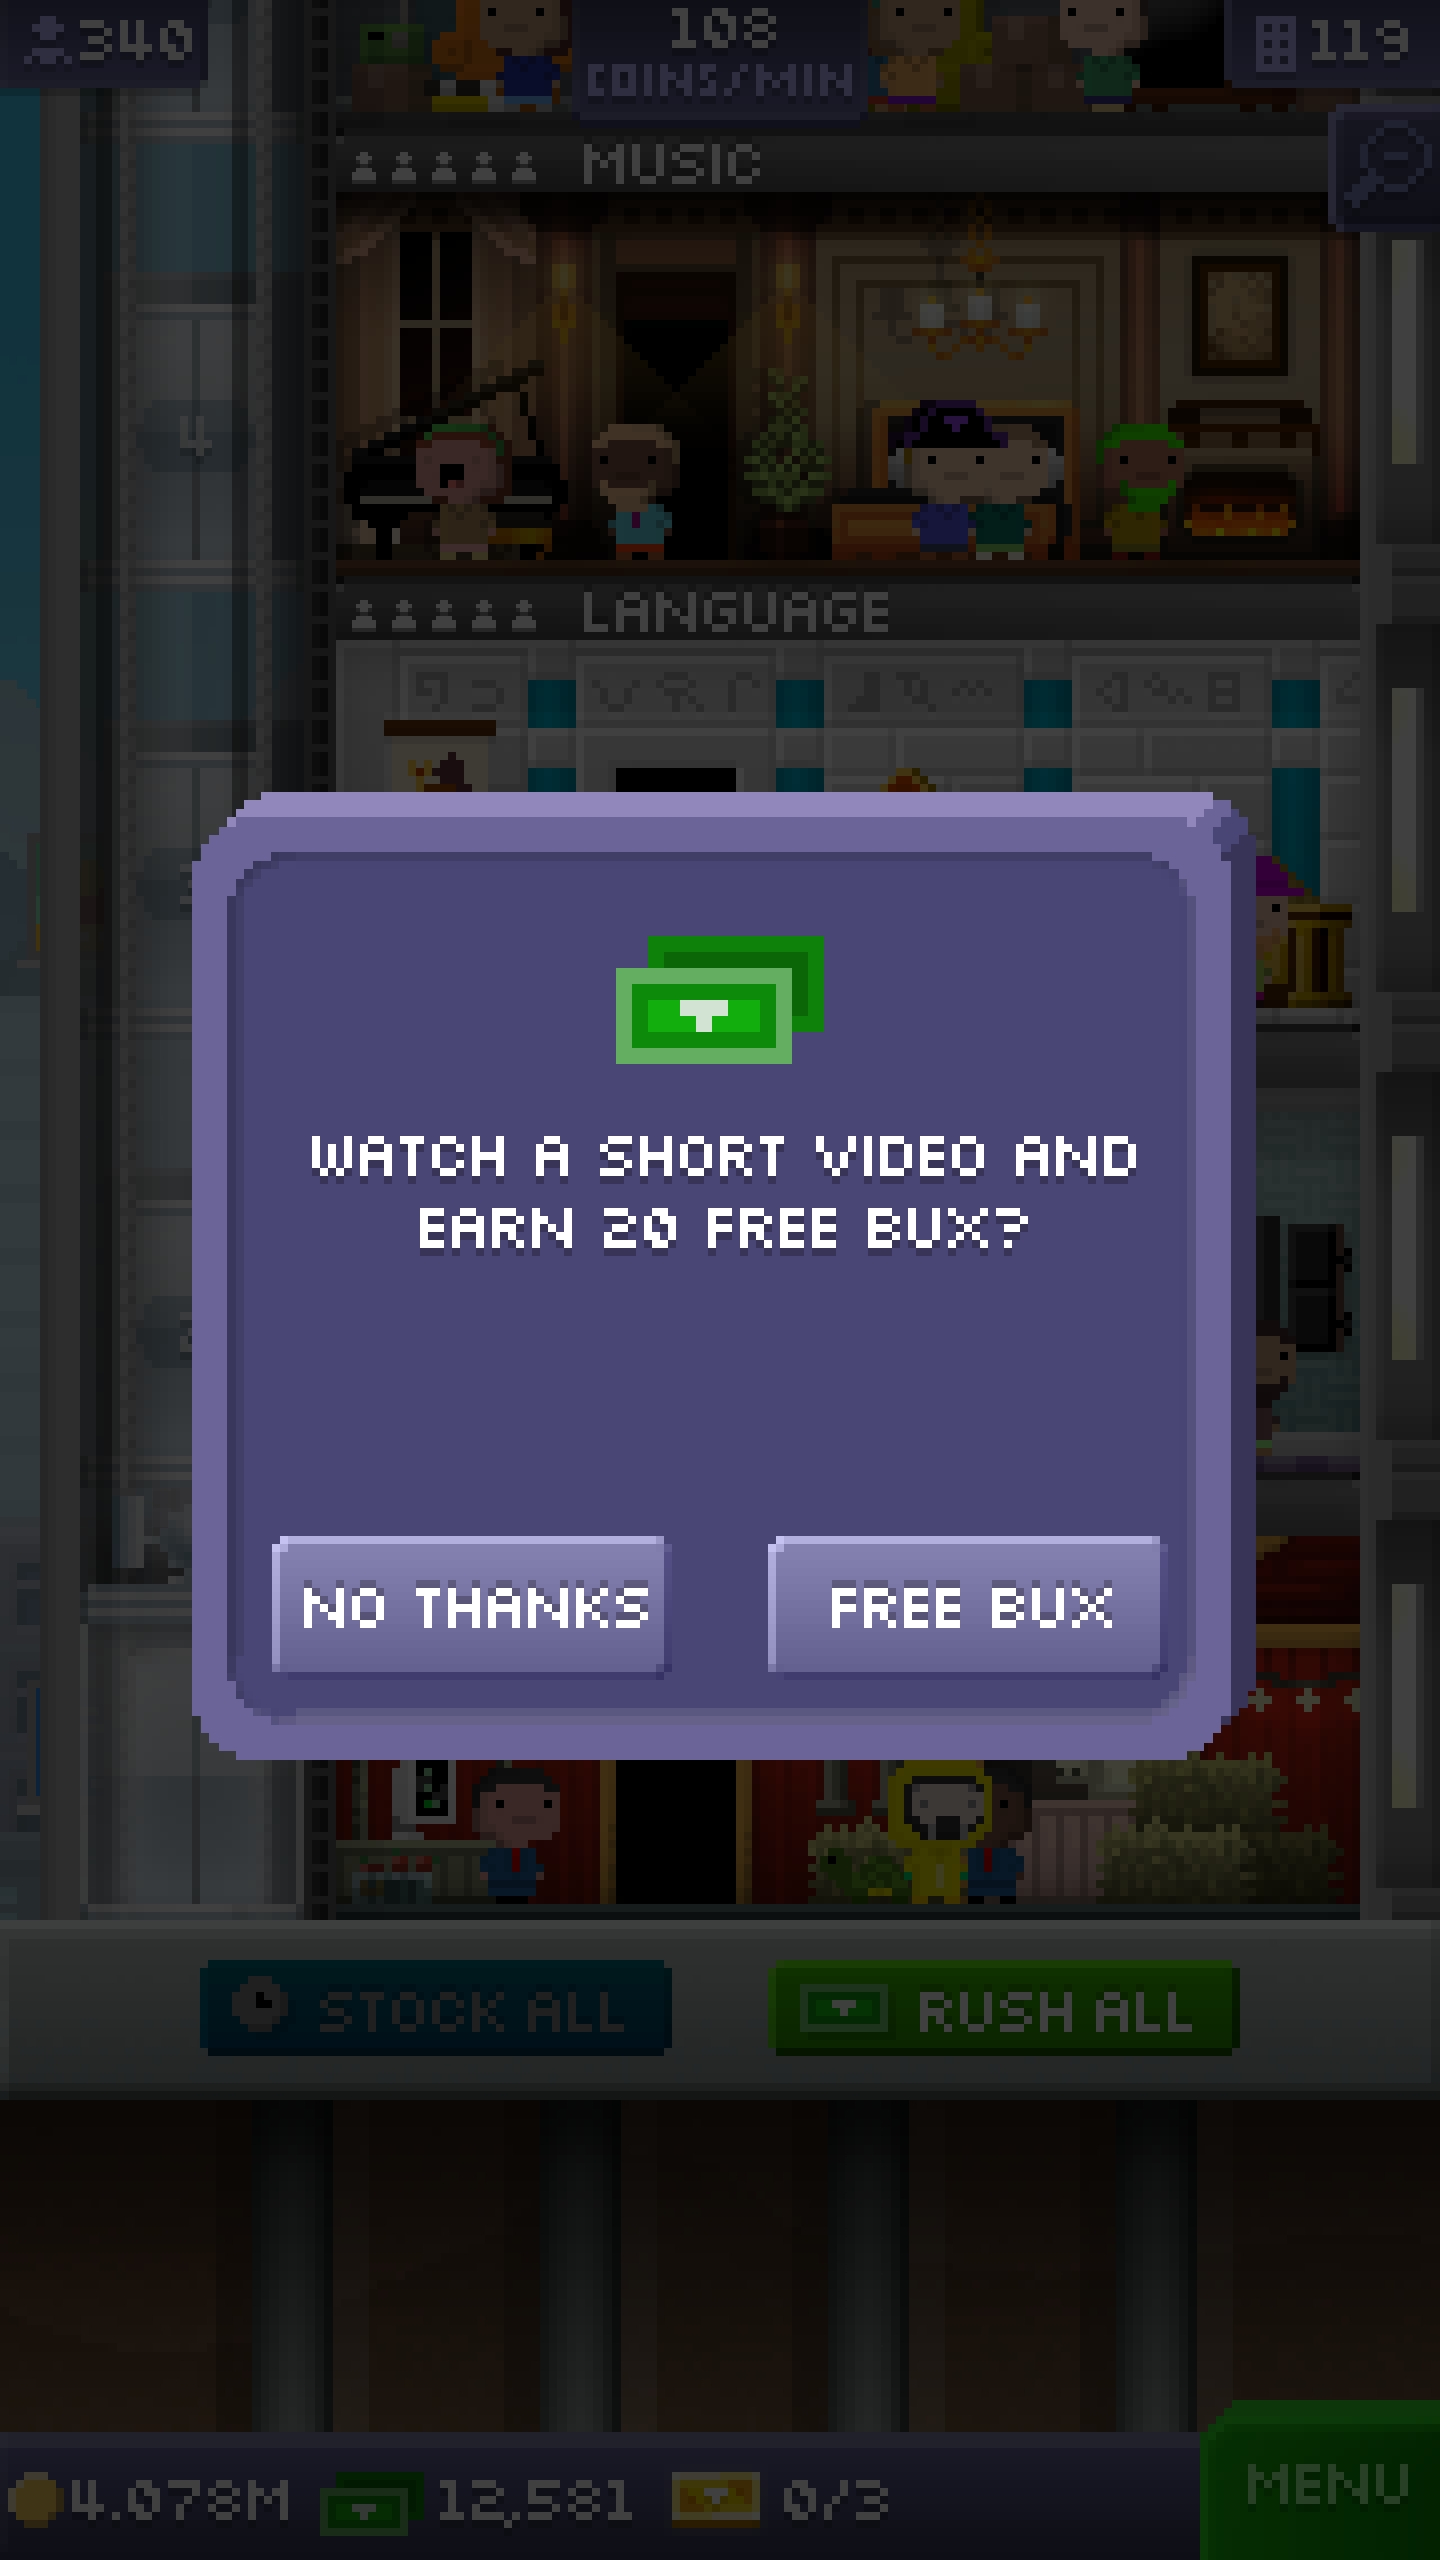 340
108
COINS/MIN
119
MUSIC
4
LANGUAGE
WATCH A SHORT VIDEO AND
EARN 20 FREE BUX?
NO THANKS
FREE BUX
STOCK ALL
RUSH ALL
4.078M
12,581
0/3
MENU